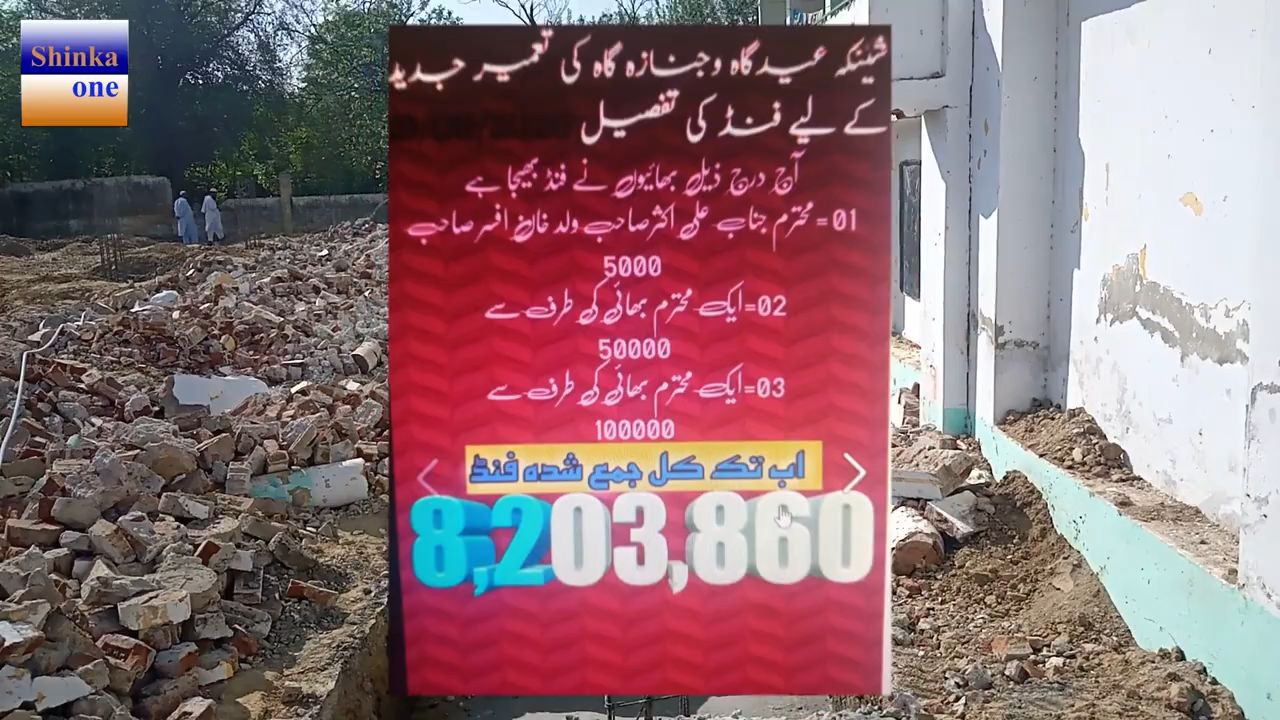 Shinka
one
شینکہ عیدگاہ وجنازہ گاہ کی تعمیر جدید
کے لیے فنڈ کی تفصیل
آج درج ذیل بھائیوں نے فنڈ بھیجا ہے
01=محترم جناب علی اکثر صاحب ولد خان افسر صاحب
5000
02=ایک محترم بھائی کی طرف سے
50000
03=ایک محترم بھائی کی طرف سے
100000
اب تک کل جمع شدہ فنڈ
8,203,860